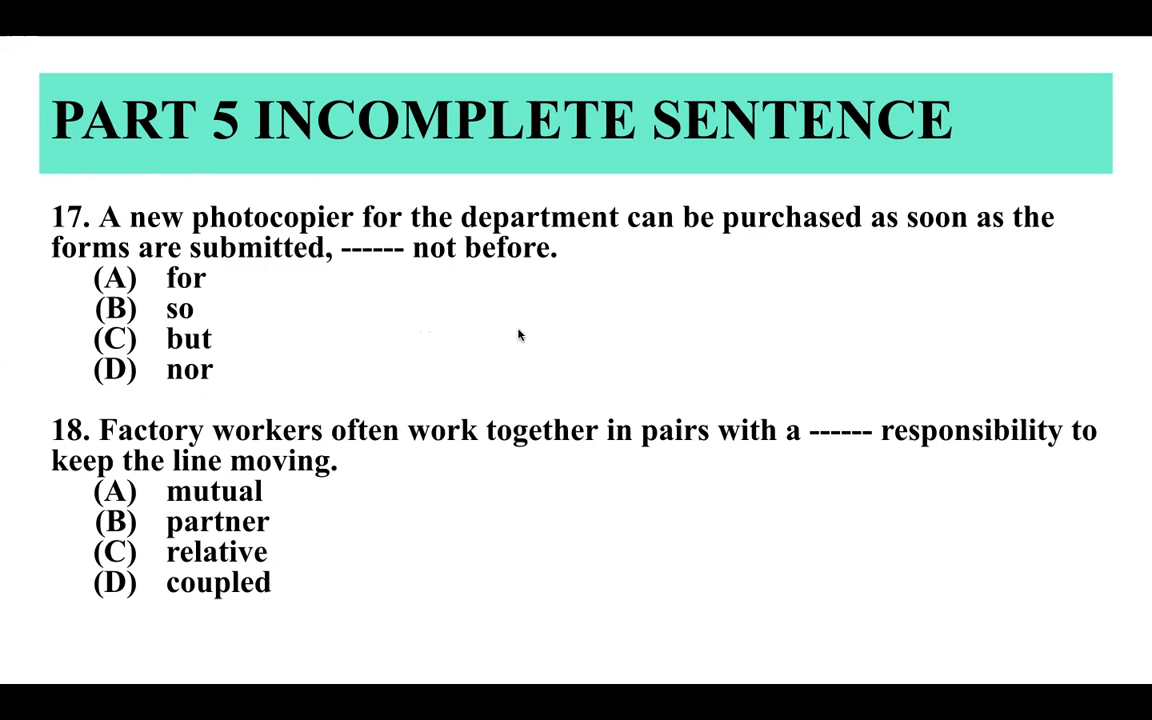 PART 5 INCOMPLETE SENTENCE
17. A new photocopier for the department can be purchased as soon as the
forms are submitted, ------ not before.
(A) for
(B) so
(C) but
(D) nor
18. Factory workers often work together in pairs with a ------ responsibility to
keep the line moving.
(A) mutual
(B) partner
(C) relative
(D) coupled